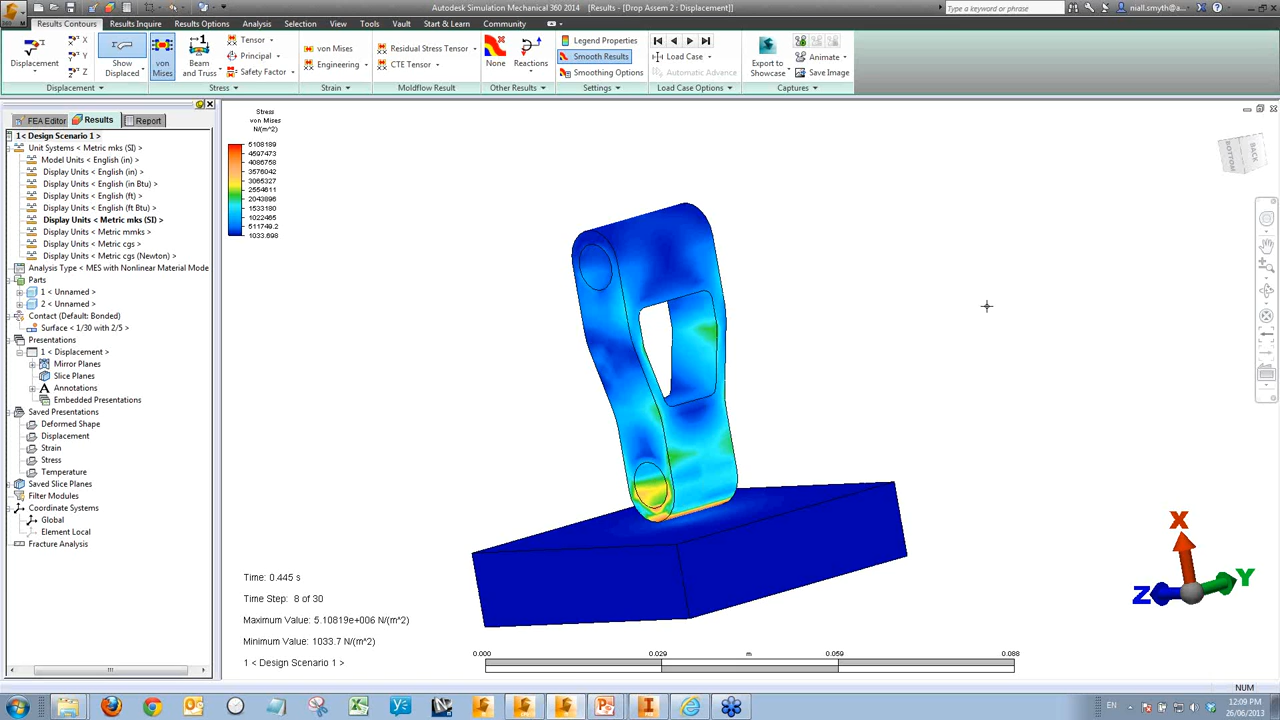 Autodesk Simulation Mechanical 360 2014 - [Results - [Drop Assem 2 : Displacement]]
Type a keyword or phrase
niall.smyth@a...
Results Contours
Results Inquire
Results Options
Analysis
Selection
View
Tools
Vault
Start & Learn
Community
Displacement
X
Y
Z
Show Displaced
von Mises
Beam and Truss
Tensor
Principal
Safety Factor
von Mises
Engineering
Residual Stress Tensor
CTE Tensor
None
Reactions
Legend Properties
Smooth Results
Smoothing Options
Load Case
Automatic Advance
Export to Showcase
Animate
Save Image
Displacement
Stress
Strain
Moldflow Result
Other Results
Settings
Load Case Options
Captures
FEA Editor
Results
Report
1< Design Scenario 1 >
Unit Systems < Metric mks (SI) >
Model Units < English (in) >
Display Units < English (in) >
Display Units < English (in Btu) >
Display Units < English (ft) >
Display Units < English (ft Btu) >
Display Units < Metric mks (SI) >
Display Units < Metric mmks >
Display Units < Metric cgs >
Display Units < Metric cgs (Newton) >
Analysis Type < MES with Nonlinear Material Mode
Parts
1 < Unnamed >
2 < Unnamed >
Contact (Default: Bonded)
Surface < 1/30 with 2/5 >
Presentations
1 < Displacement >
Mirror Planes
Slice Planes
A Annotations
Embedded Presentations
Saved Presentations
Deformed Shape
Displacement
Strain
Stress
Temperature
Saved Slice Planes
Filter Modules
Coordinate Systems
Global
Element Local
Fracture Analysis
Stress
von Mises
N/(m^2)
5108189
4597473
4086758
3576042
3065327
2554611
2043896
1533180
1022465
511749.2
1033.698
BOTTOM
BACK
X
Y
Z
Time: 0.445 s
Time Step: 8 of 30
Maximum Value: 5.10819e+006 N/(m^2)
Minimum Value: 1033.7 N/(m^2)
1 < Design Scenario 1 >
0.000
0.029
m
0.059
0.088
NUM
EN
12:09 PM
26/06/2013